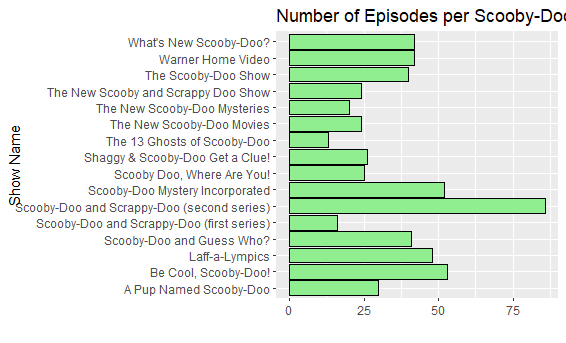 Number of Episodes per Scooby-Doo
Show Name
What's New Scooby-Doo?
Warner Home Video
The Scooby-Doo Show
The New Scooby and Scrappy Doo Show
The New Scooby-Doo Mysteries
The New Scooby-Doo Movies
The 13 Ghosts of Scooby-Doo
Shaggy & Scooby-Doo Get a Clue!
Scooby Doo, Where Are You!
Scooby-Doo Mystery Incorporated
Scooby-Doo and Scrappy-Doo (second series)
Scooby-Doo and Scrappy-Doo (first series)
Scooby-Doo and Guess Who?
Laff-a-Lympics
Be Cool, Scooby-Doo!
A Pup Named Scooby-Doo
0 25 50 75